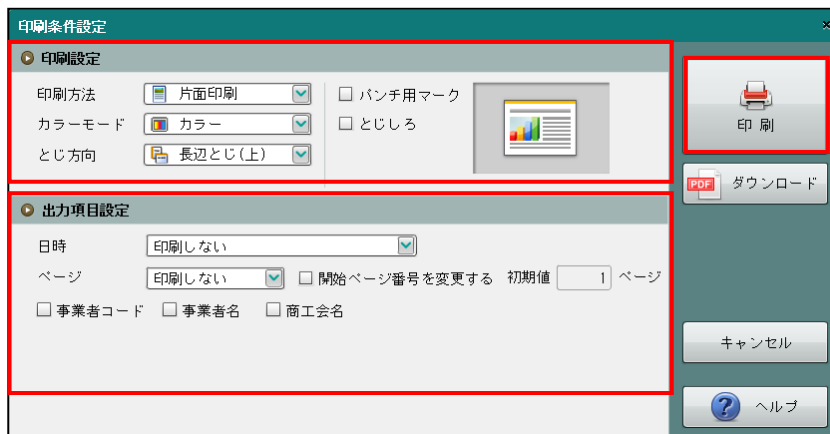 印刷条件設定 ×
印刷設定
印刷方法 片面印刷 パンチ用マーク
カラーモード カラー とじしろ
とじ方向 長辺とじ(上)
出力項目設定
日時 印刷しない
ページ 印刷しない 開始ページ番号を変更する 初期値 1 ページ
事業者コード 事業者名 商工会名
印刷
PDF ダウンロード
キャンセル
? ヘルプ